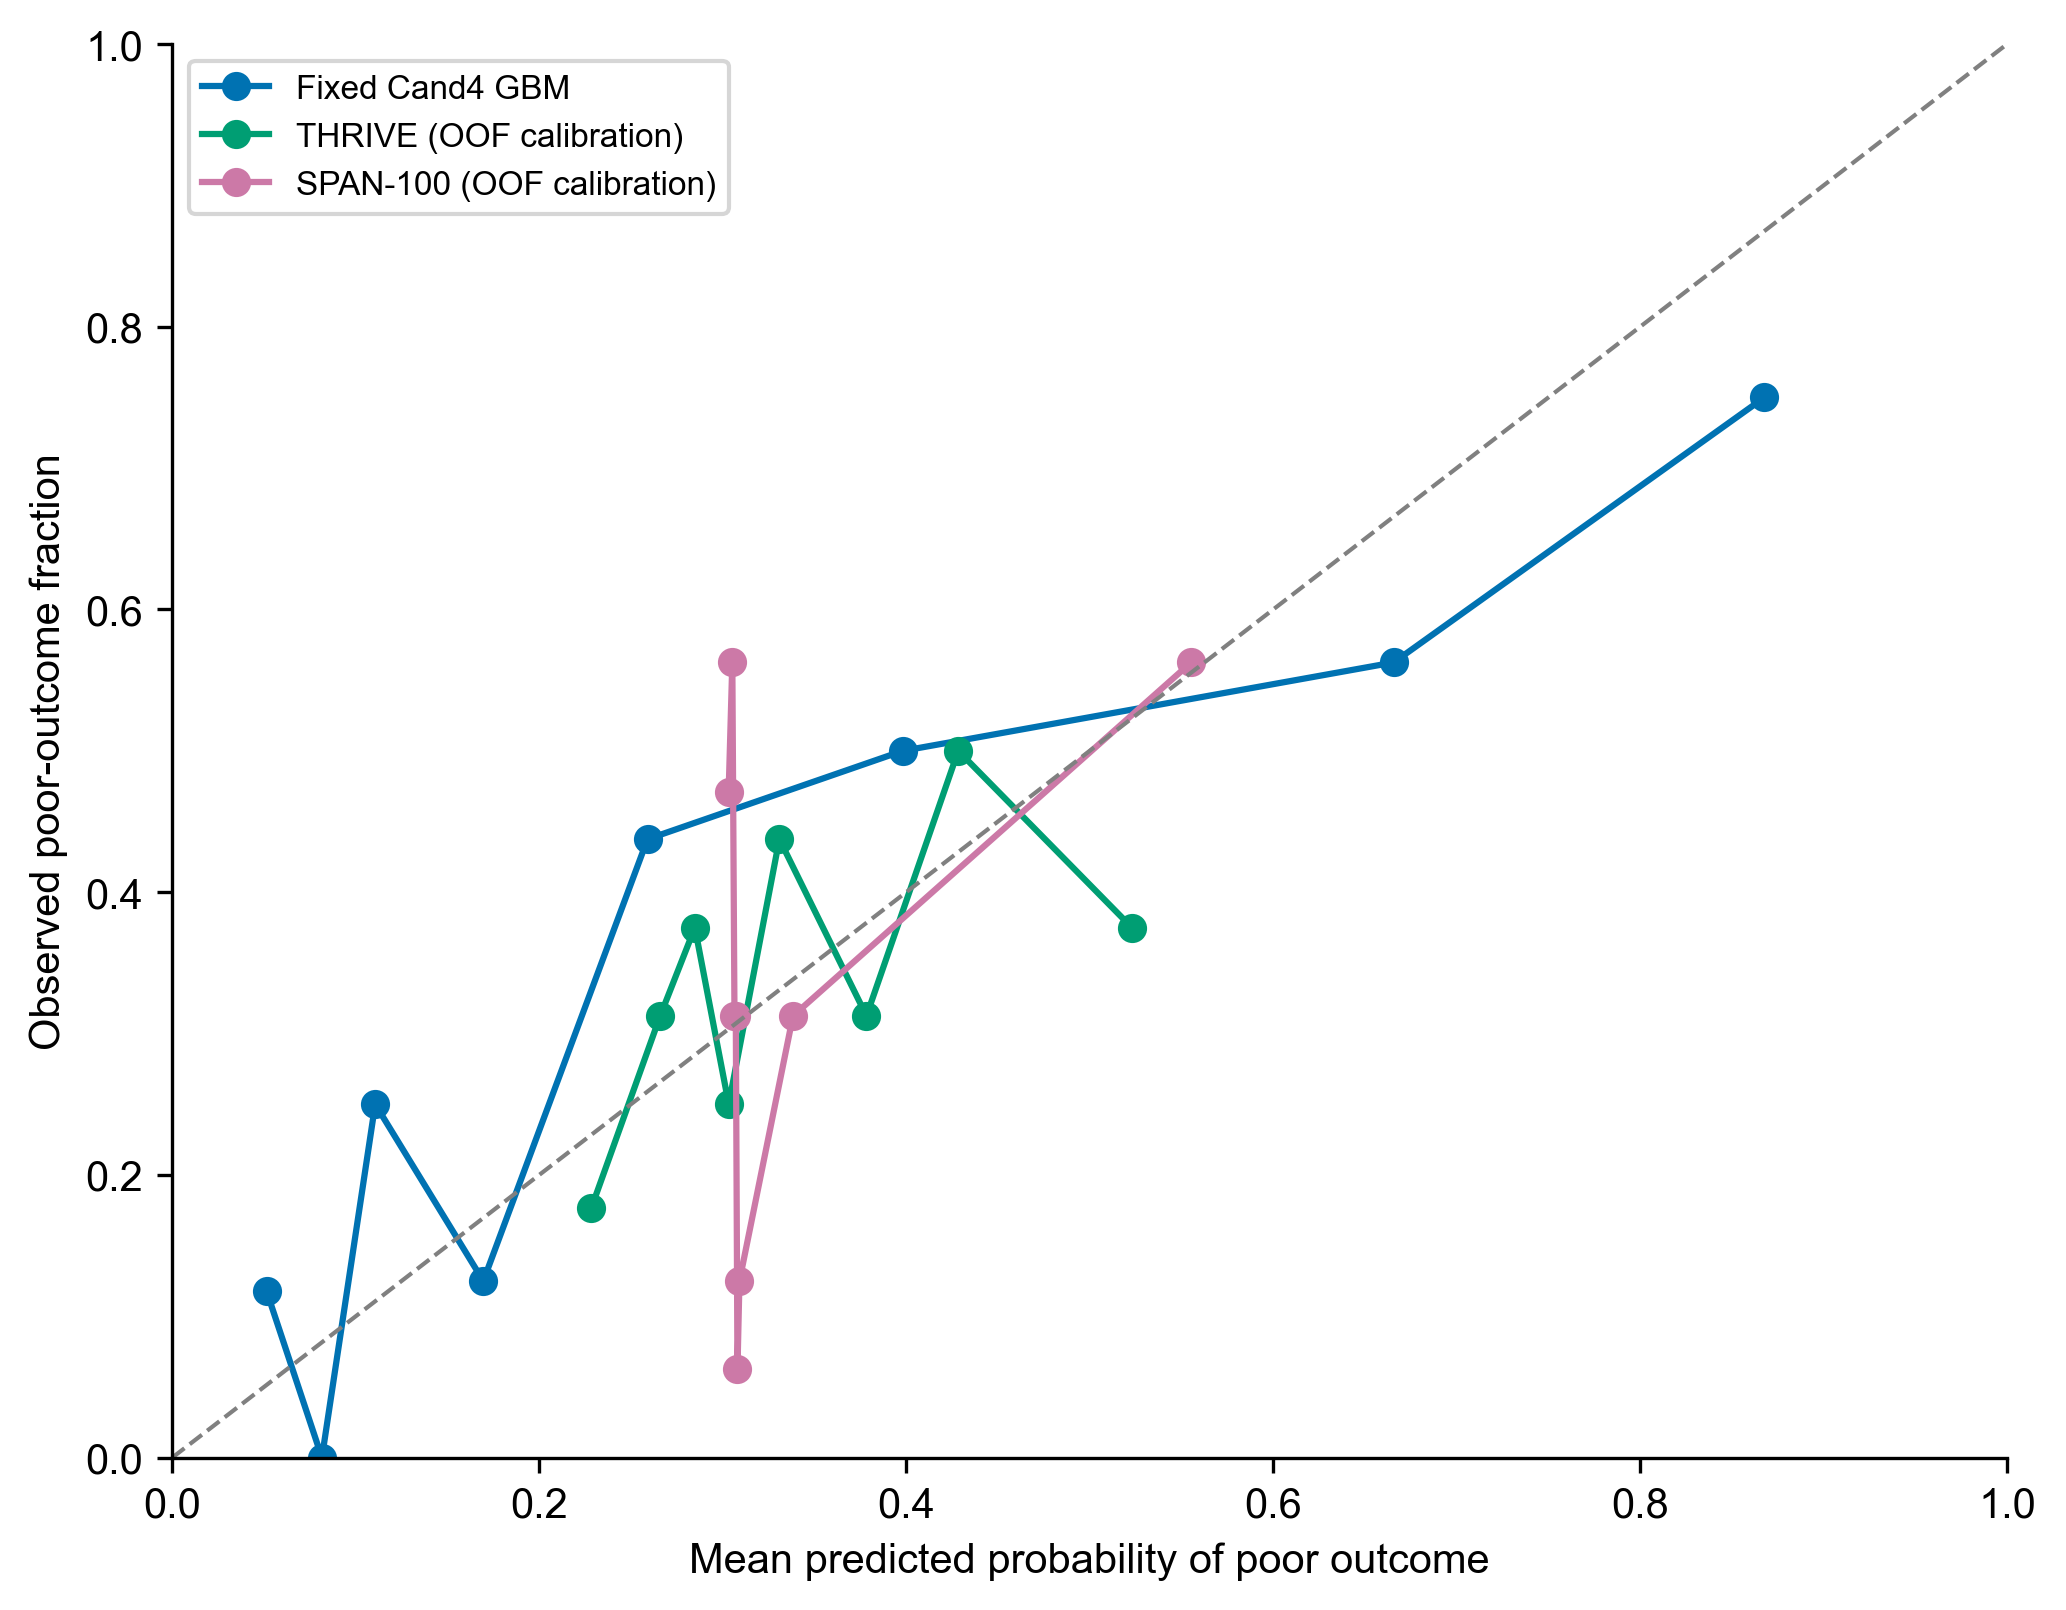 1.0
0.8
0.6
0.4
0.2
0.0
Observed poor-outcome fraction
Fixed Cand4 GBM
THRIVE (OOF calibration)
SPAN-100 (OOF calibration)
0.0 0.2 0.4 0.6 0.8 1.0
Mean predicted probability of poor outcome